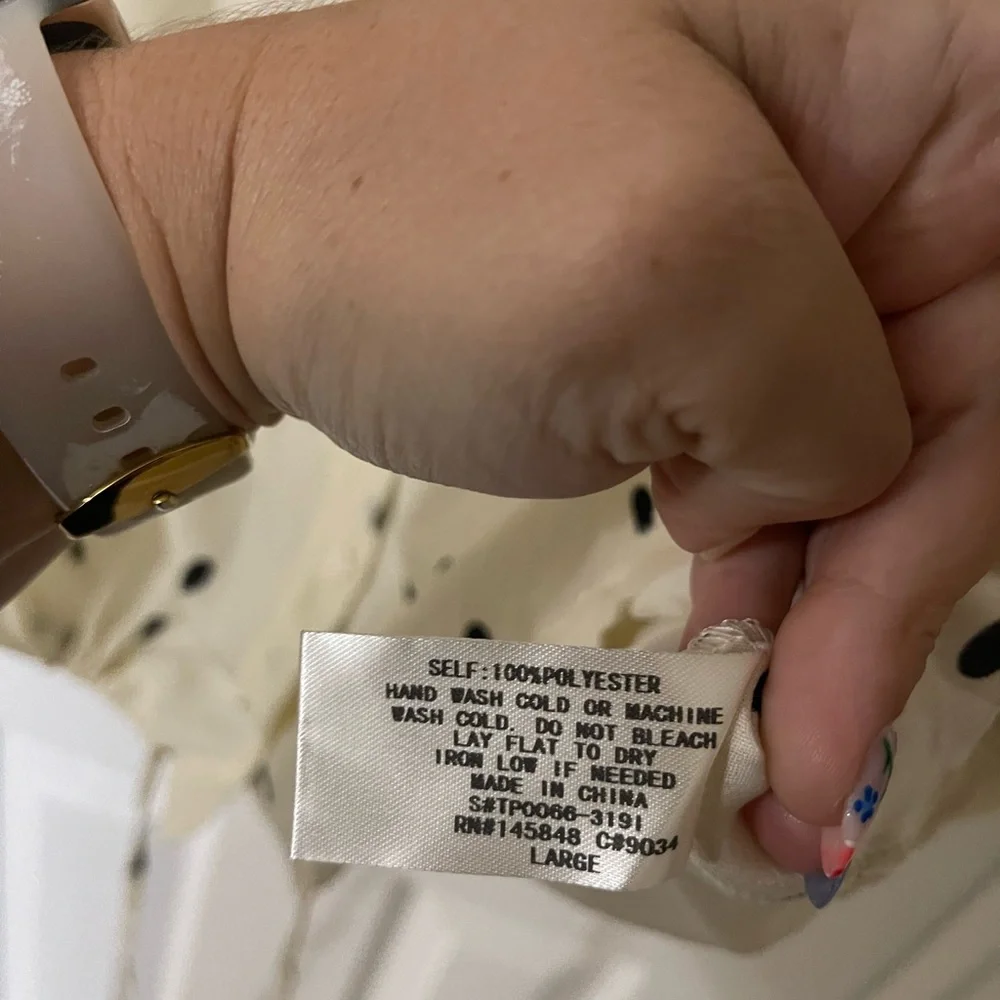 SELF:100%POLYESTER
HAND WASH COLD OR MACHINE
WASH COLD. DO NOT BLEACH
LAY FLAT TO DRY
IRON LOW IF NEEDED
MADE IN CHINA
S#TP0066-3191
RN#145848 C#9034
LARGE